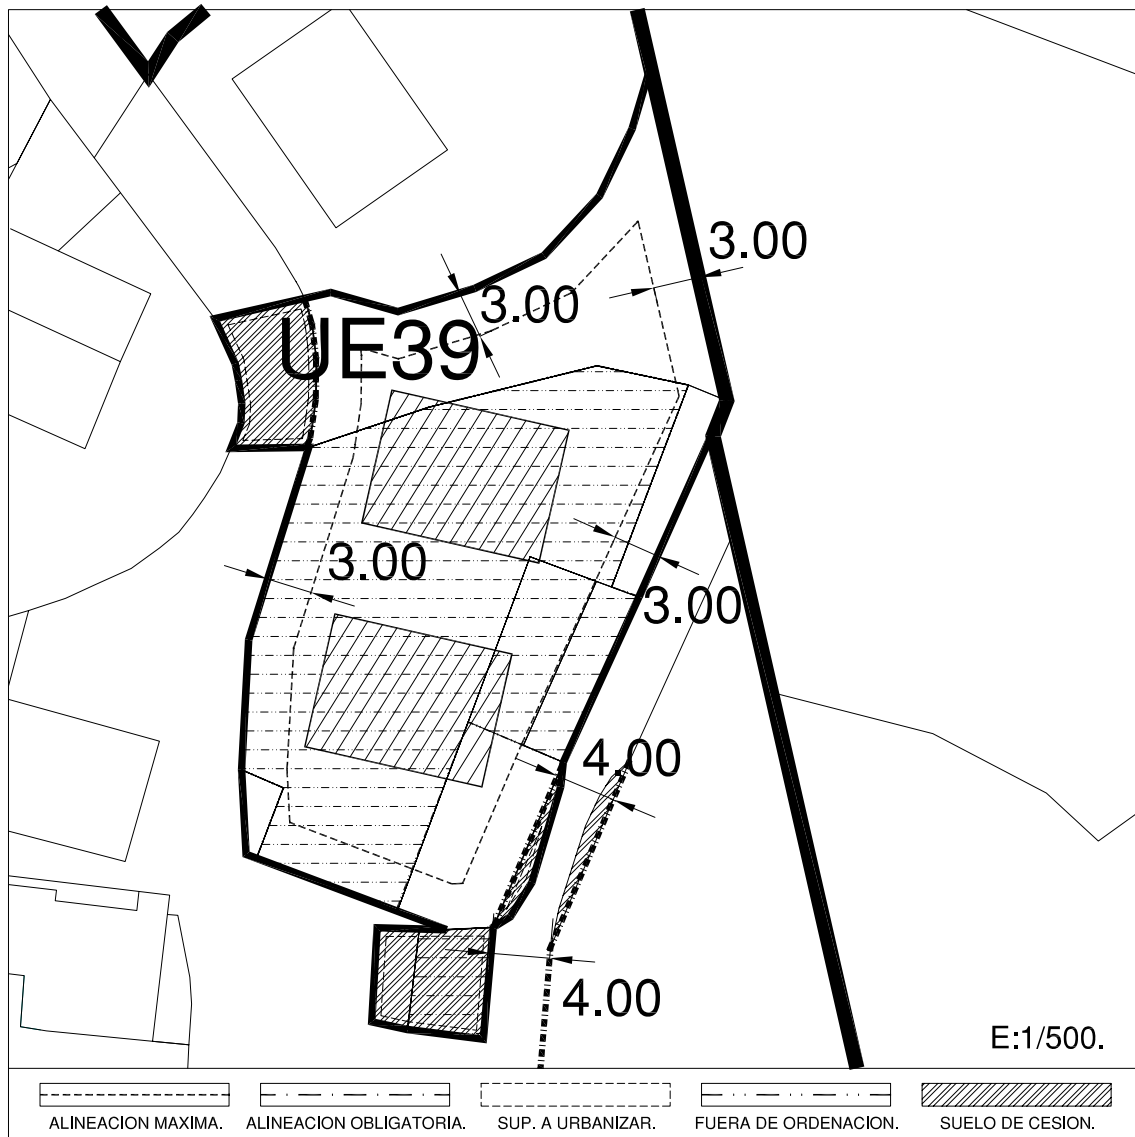 3.00
3.00
UE39
3.00
3.00
4.00
4.00
E:1/500.
ALINEACION MAXIMA.
ALINEACION OBLIGATORIA.
SUP. A URBANIZAR.
FUERA DE ORDENACION.
SUELO DE CESION.